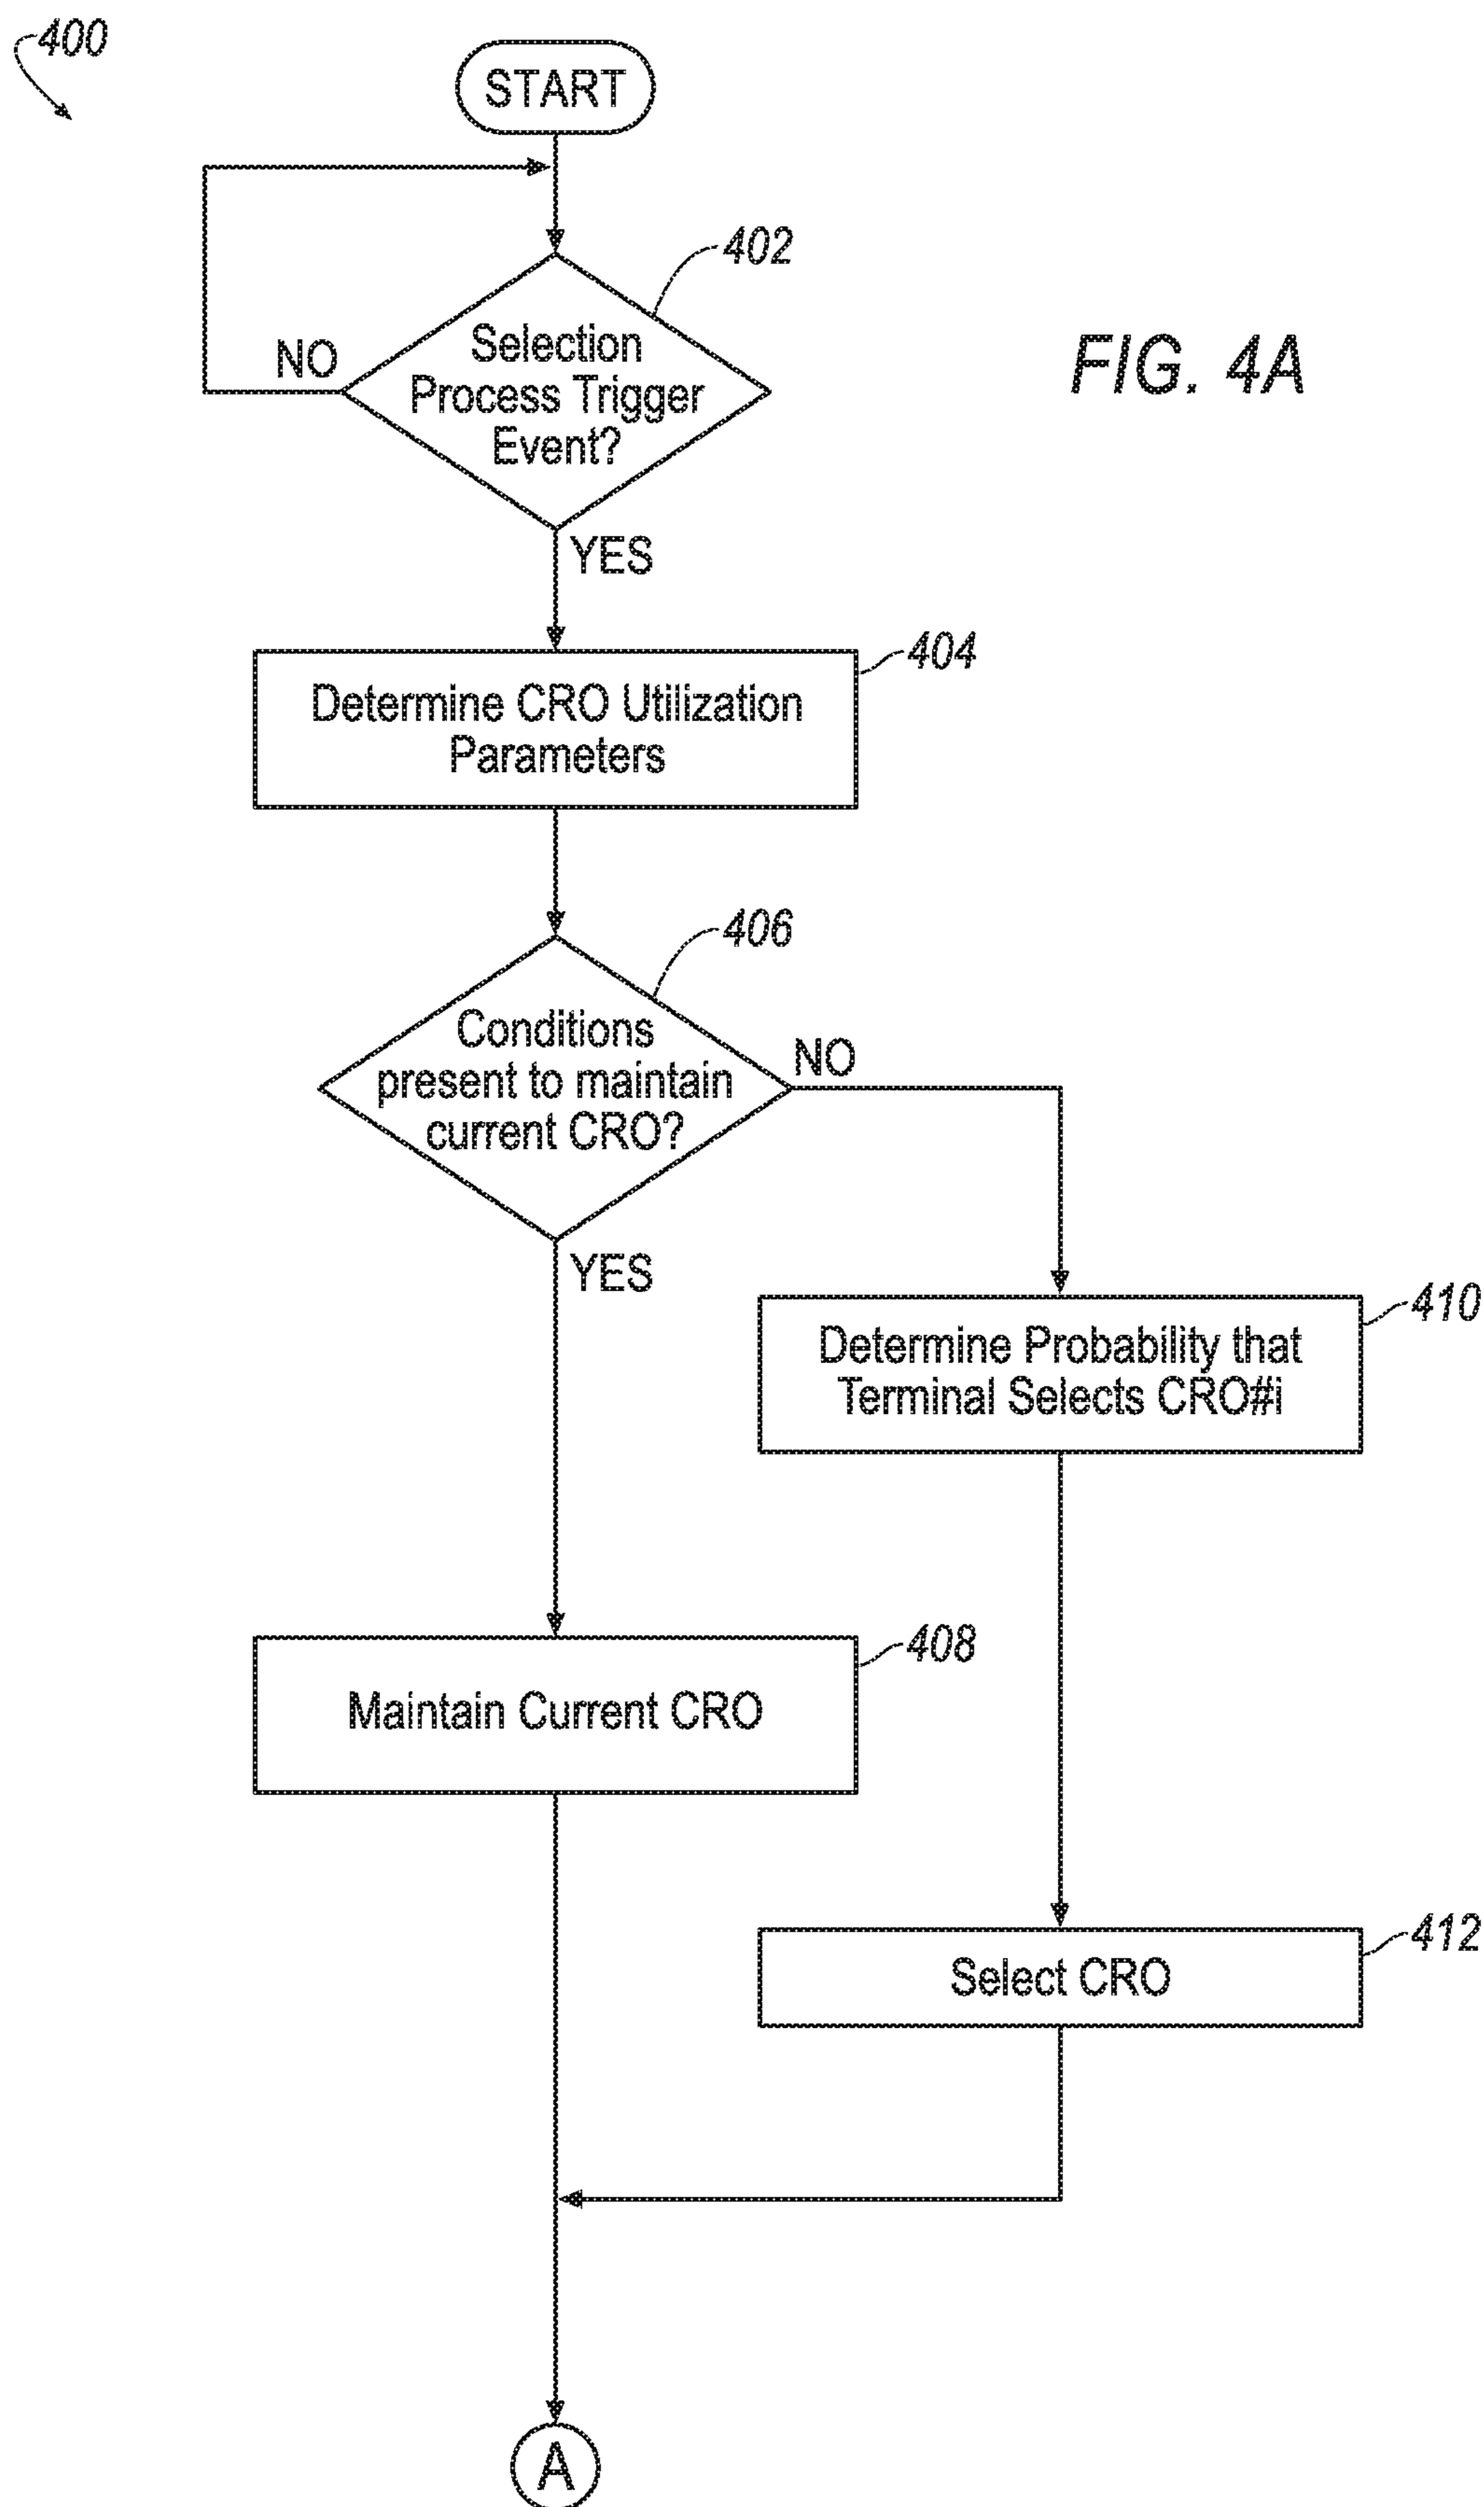 400
START
402
FIG. 4A
NO
Selection
Process Trigger
Event?
YES
404
Determine CRO Utilization
Parameters
406
Conditions
present to maintain
current CRO?
NO
YES
410
Determine Probability that
Terminal Selects CRO#i
408
Maintain Current CRO
412
Select CRO
A